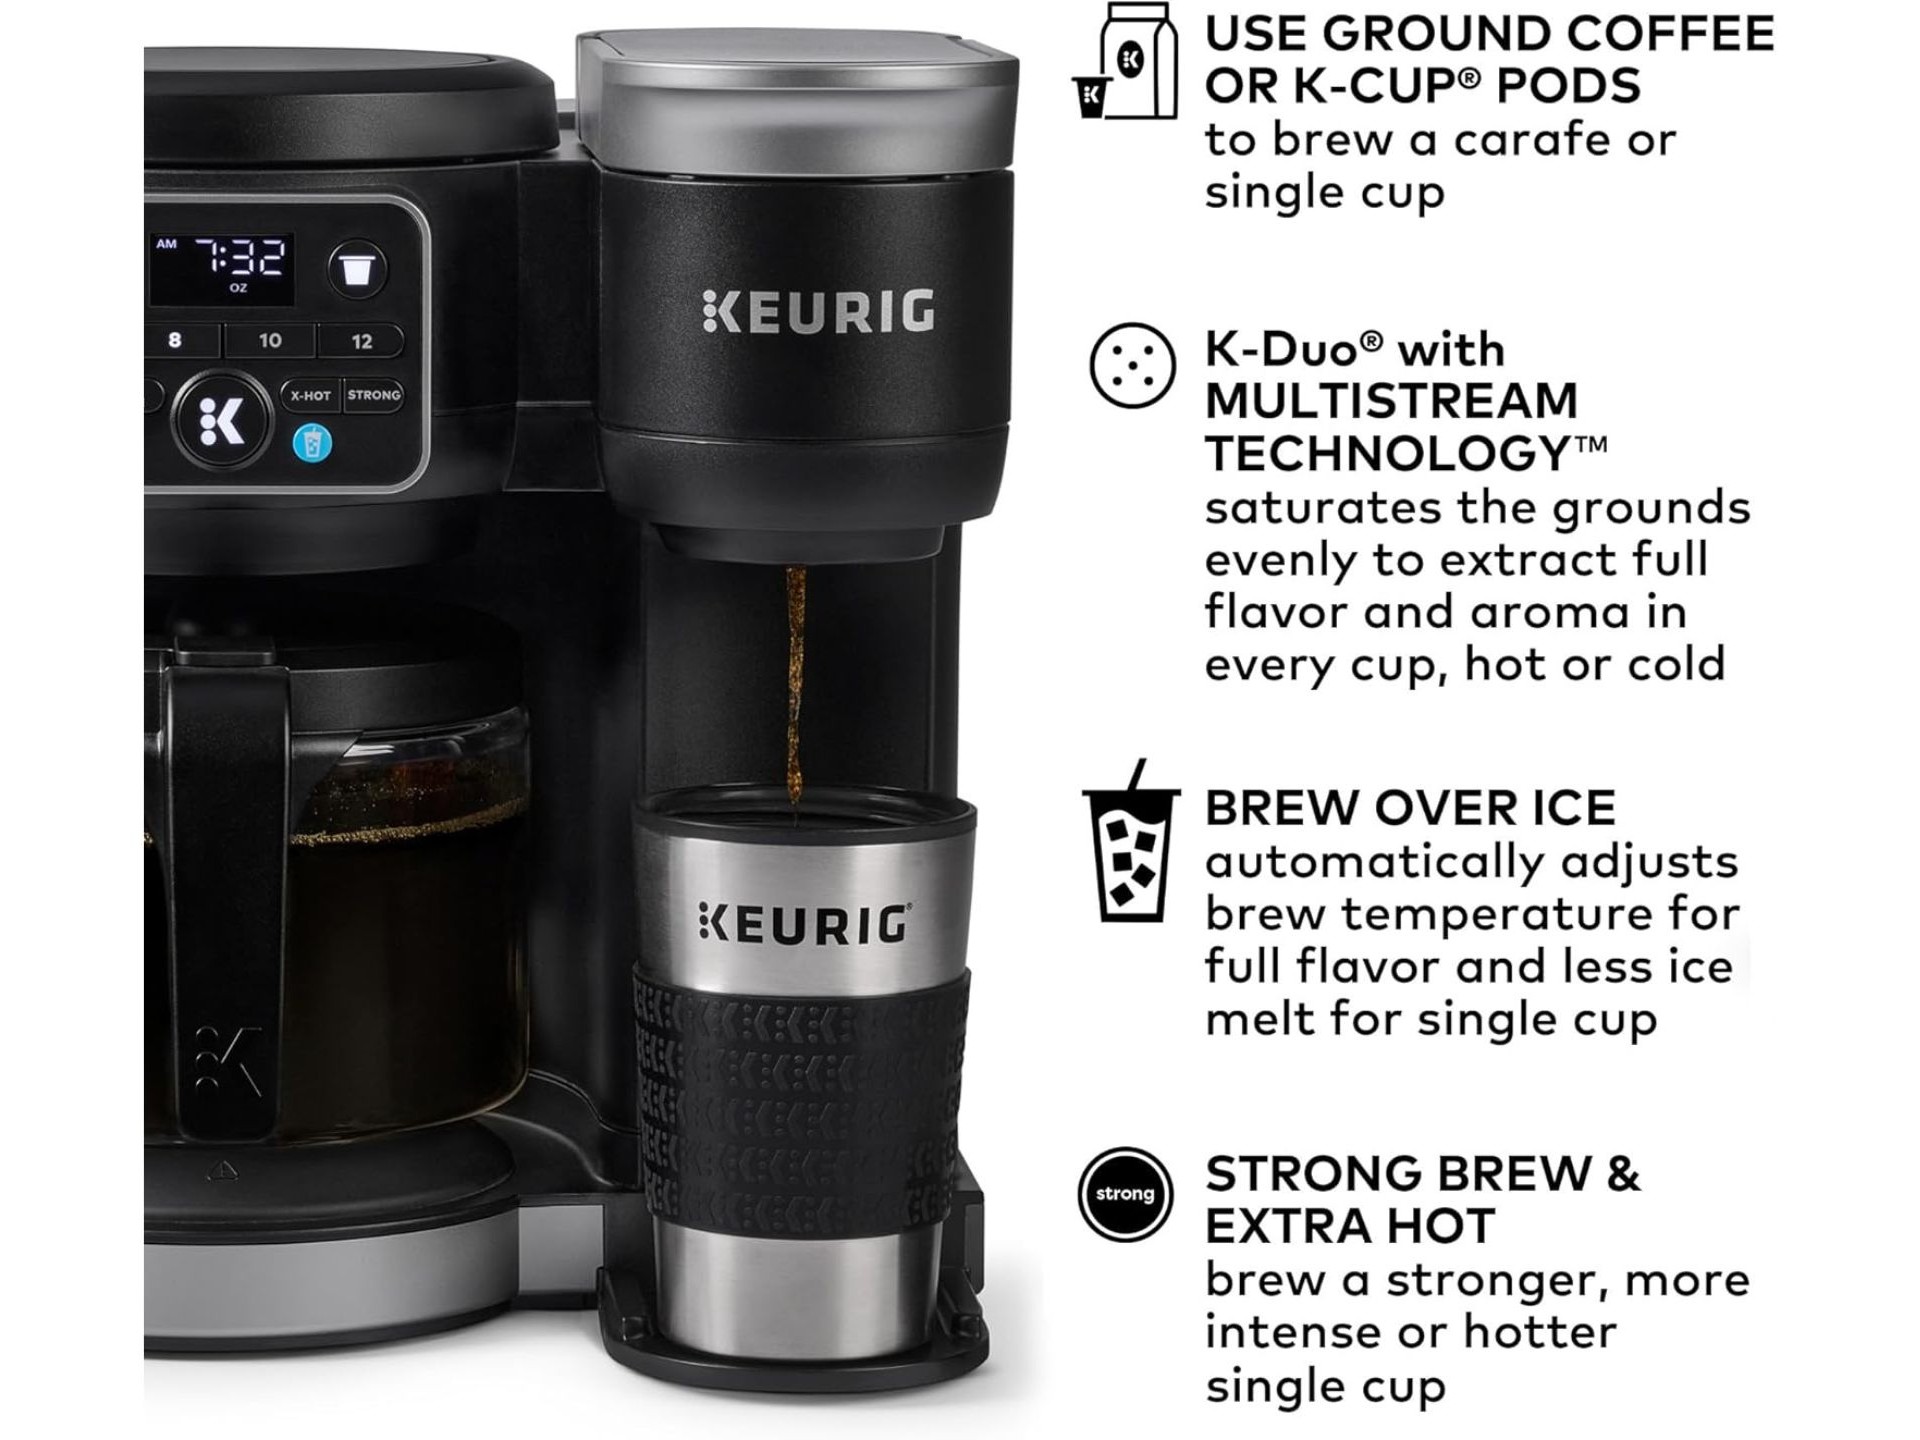 AM 7:32
OZ
8 10 12
X-HOT STRONG
KEURIG
KEURIG®
USE GROUND COFFEE
OR K-CUP® PODS
to brew a carafe or
single cup
K-Duo® with
MULTISTREAM
TECHNOLOGY™
saturates the grounds
evenly to extract full
flavor and aroma in
every cup, hot or cold
BREW OVER ICE
automatically adjusts
brew temperature for
full flavor and less ice
melt for single cup
strong
STRONG BREW &
EXTRA HOT
brew a stronger, more
intense or hotter
single cup